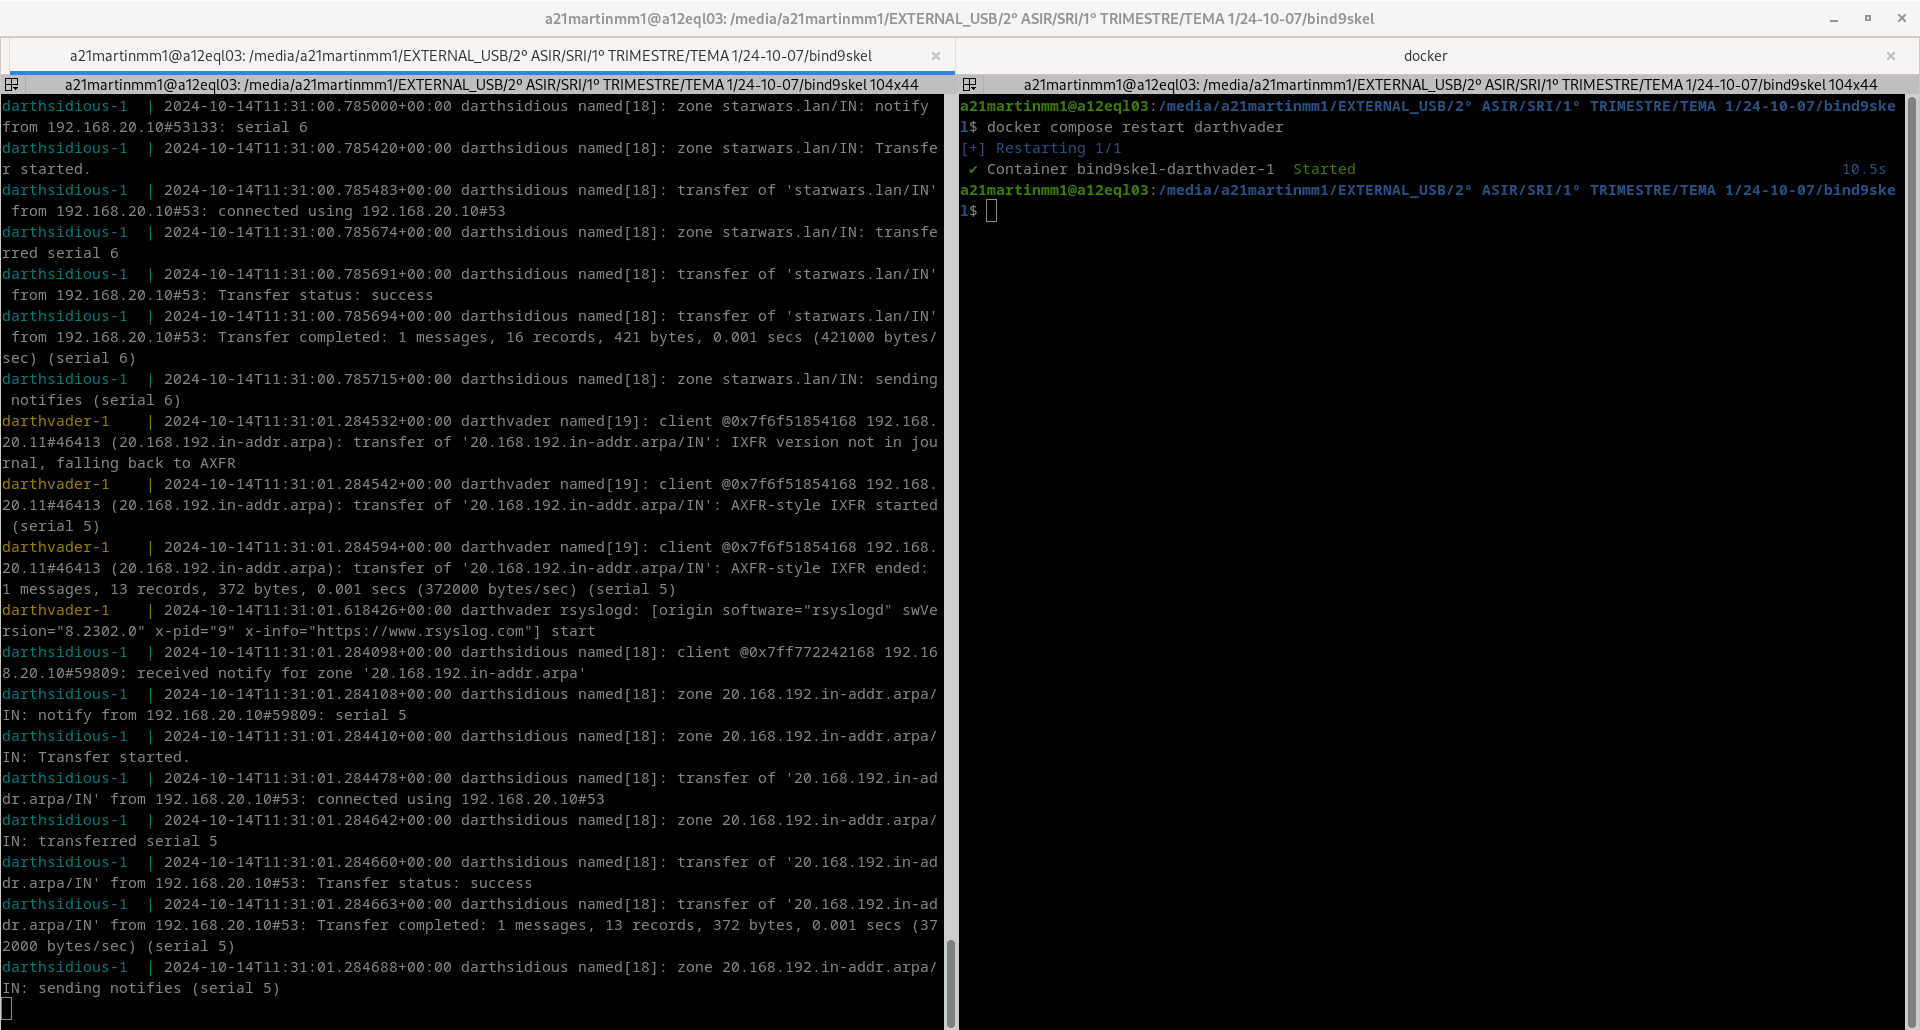 a21martinmm1@a12eql03: /media/a21martinmm1/EXTERNAL_USB/2º ASIR/SRI/1º TRIMESTRE/TEMA 1/24-10-07/bind9skel
a21martinmm1@a12eql03: /media/a21martinmm1/EXTERNAL_USB/2º ASIR/SRI/1º TRIMESTRE/TEMA 1/24-10-07/bind9skel
docker
a21martinmm1@a12eql03: /media/a21martinmm1/EXTERNAL_USB/2º ASIR/SRI/1º TRIMESTRE/TEMA 1/24-10-07/bind9skel 104x44
darthsidious-1  | 2024-10-14T11:31:00.785000+00:00 darthsidious named[18]: zone starwars.lan/IN: notify
from 192.168.20.10#53133: serial 6
darthsidious-1  | 2024-10-14T11:31:00.785420+00:00 darthsidious named[18]: zone starwars.lan/IN: Transfe
r started.
darthsidious-1  | 2024-10-14T11:31:00.785483+00:00 darthsidious named[18]: transfer of 'starwars.lan/IN'
 from 192.168.20.10#53: connected using 192.168.20.10#53
darthsidious-1  | 2024-10-14T11:31:00.785674+00:00 darthsidious named[18]: zone starwars.lan/IN: transfe
rred serial 6
darthsidious-1  | 2024-10-14T11:31:00.785691+00:00 darthsidious named[18]: transfer of 'starwars.lan/IN'
 from 192.168.20.10#53: Transfer status: success
darthsidious-1  | 2024-10-14T11:31:00.785694+00:00 darthsidious named[18]: transfer of 'starwars.lan/IN'
 from 192.168.20.10#53: Transfer completed: 1 messages, 16 records, 421 bytes, 0.001 secs (421000 bytes/
sec) (serial 6)
darthsidious-1  | 2024-10-14T11:31:00.785715+00:00 darthsidious named[18]: zone starwars.lan/IN: sending
 notifies (serial 6)
darthvader-1    | 2024-10-14T11:31:01.284532+00:00 darthvader named[19]: client @0x7f6f51854168 192.168.
20.11#46413 (20.168.192.in-addr.arpa): transfer of '20.168.192.in-addr.arpa/IN': IXFR version not in jou
rnal, falling back to AXFR
darthvader-1    | 2024-10-14T11:31:01.284542+00:00 darthvader named[19]: client @0x7f6f51854168 192.168.
20.11#46413 (20.168.192.in-addr.arpa): transfer of '20.168.192.in-addr.arpa/IN': AXFR-style IXFR started
 (serial 5)
darthvader-1    | 2024-10-14T11:31:01.284594+00:00 darthvader named[19]: client @0x7f6f51854168 192.168.
20.11#46413 (20.168.192.in-addr.arpa): transfer of '20.168.192.in-addr.arpa/IN': AXFR-style IXFR ended:
1 messages, 13 records, 372 bytes, 0.001 secs (372000 bytes/sec) (serial 5)
darthvader-1    | 2024-10-14T11:31:01.618426+00:00 darthvader rsyslogd: [origin software="rsyslogd" swVe
rsion="8.2302.0" x-pid="9" x-info="https://www.rsyslog.com"] start
darthsidious-1  | 2024-10-14T11:31:01.284098+00:00 darthsidious named[18]: client @0x7ff772242168 192.16
8.20.10#59809: received notify for zone '20.168.192.in-addr.arpa'
darthsidious-1  | 2024-10-14T11:31:01.284108+00:00 darthsidious named[18]: zone 20.168.192.in-addr.arpa/
IN: notify from 192.168.20.10#59809: serial 5
darthsidious-1  | 2024-10-14T11:31:01.284410+00:00 darthsidious named[18]: zone 20.168.192.in-addr.arpa/
IN: Transfer started.
darthsidious-1  | 2024-10-14T11:31:01.284478+00:00 darthsidious named[18]: transfer of '20.168.192.in-ad
dr.arpa/IN' from 192.168.20.10#53: connected using 192.168.20.10#53
darthsidious-1  | 2024-10-14T11:31:01.284642+00:00 darthsidious named[18]: zone 20.168.192.in-addr.arpa/
IN: transferred serial 5
darthsidious-1  | 2024-10-14T11:31:01.284660+00:00 darthsidious named[18]: transfer of '20.168.192.in-ad
dr.arpa/IN' from 192.168.20.10#53: Transfer status: success
darthsidious-1  | 2024-10-14T11:31:01.284663+00:00 darthsidious named[18]: transfer of '20.168.192.in-ad
dr.arpa/IN' from 192.168.20.10#53: Transfer completed: 1 messages, 13 records, 372 bytes, 0.001 secs (37
2000 bytes/sec) (serial 5)
darthsidious-1  | 2024-10-14T11:31:01.284688+00:00 darthsidious named[18]: zone 20.168.192.in-addr.arpa/
IN: sending notifies (serial 5)
a21martinmm1@a12eql03: /media/a21martinmm1/EXTERNAL_USB/2º ASIR/SRI/1º TRIMESTRE/TEMA 1/24-10-07/bind9skel 104x44
a21martinmm1@a12eql03:/media/a21martinmm1/EXTERNAL_USB/2º ASIR/SRI/1º TRIMESTRE/TEMA 1/24-10-07/bind9ske
l$ docker compose restart darthvader
[+] Restarting 1/1
 ✔ Container bind9skel-darthvader-1  Started 10.5s
a21martinmm1@a12eql03:/media/a21martinmm1/EXTERNAL_USB/2º ASIR/SRI/1º TRIMESTRE/TEMA 1/24-10-07/bind9ske
l$